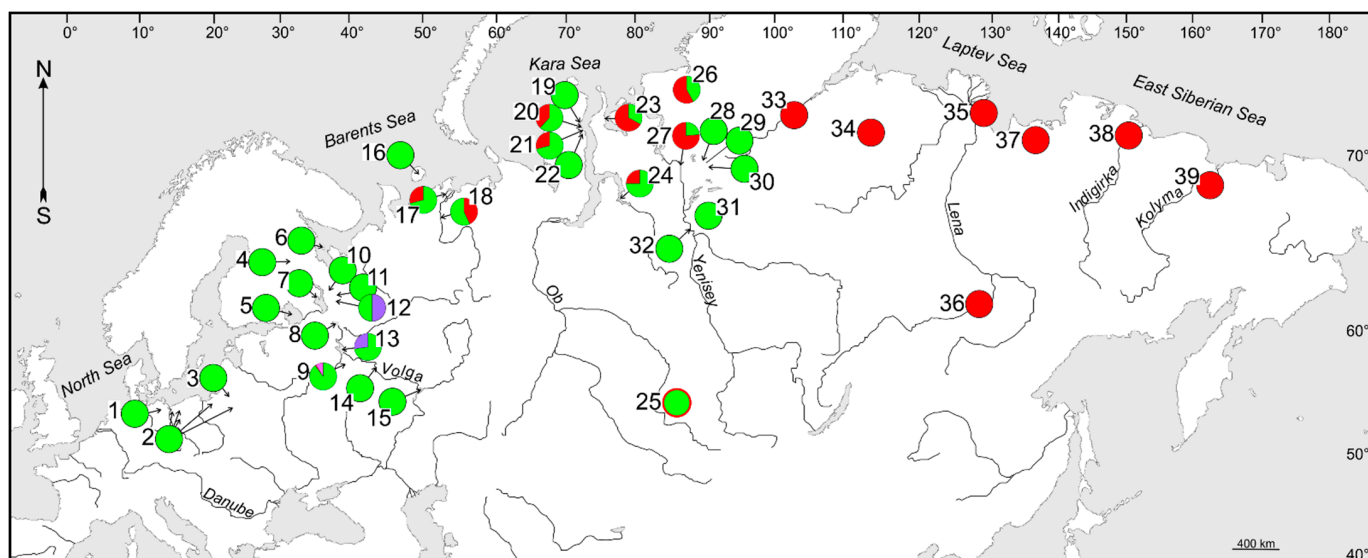 0° 10° 20° 30° 40° 50° 60° 70° 80° 90° 100° 110° 120° 130° 140° 150° 160° 170° 180°
N
S
Kara Sea
Laptev Sea
East Siberian Sea
Barents Sea
North Sea
19
20
21
22
23
24
26
27
28
29
30
31
32
33
34
35
36
37
38
39
16
17
18
6
4
7
5
10
11
12
8
13
9
14
15
3
1
2
25
Volga
Danube
Ob
Yenisey
Lena
Indigirka
Kolyma
70°
60°
50°
40°
400 km